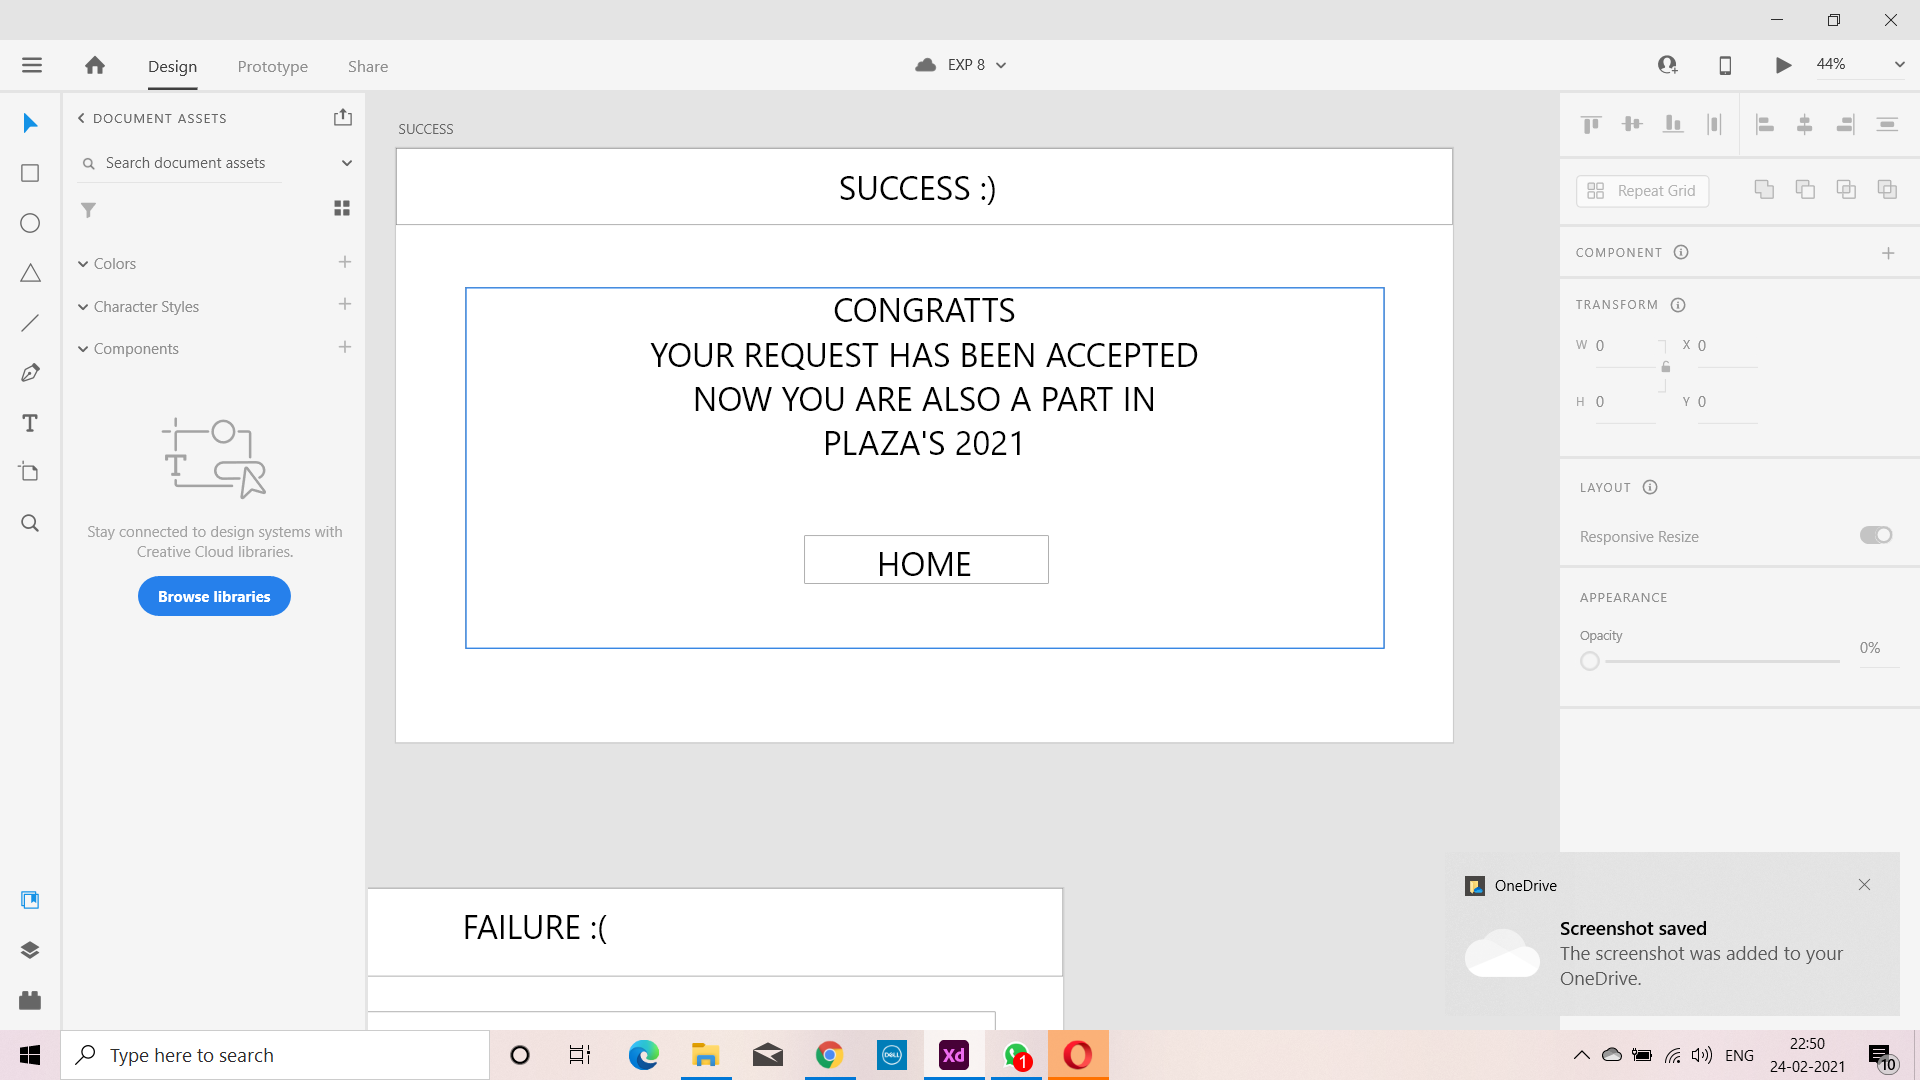 Design
Prototype
Share
EXP 8
44%
DOCUMENT ASSETS
Search document assets
Colors
Character Styles
Components
Stay connected to design systems with
Creative Cloud libraries.
Browse libraries
SUCCESS
SUCCESS :)
CONGRATTS
YOUR REQUEST HAS BEEN ACCEPTED
NOW YOU ARE ALSO A PART IN
PLAZA'S 2021
HOME
FAILURE :(
Repeat Grid
COMPONENT
TRANSFORM
W 0 X 0
H 0 Y 0
LAYOUT
Responsive Resize
APPEARANCE
Opacity
0%
OneDrive
Screenshot saved
The screenshot was added to your
OneDrive.
Type here to search
DELL
Xd
1
ENG
22:50
24-02-2021
10